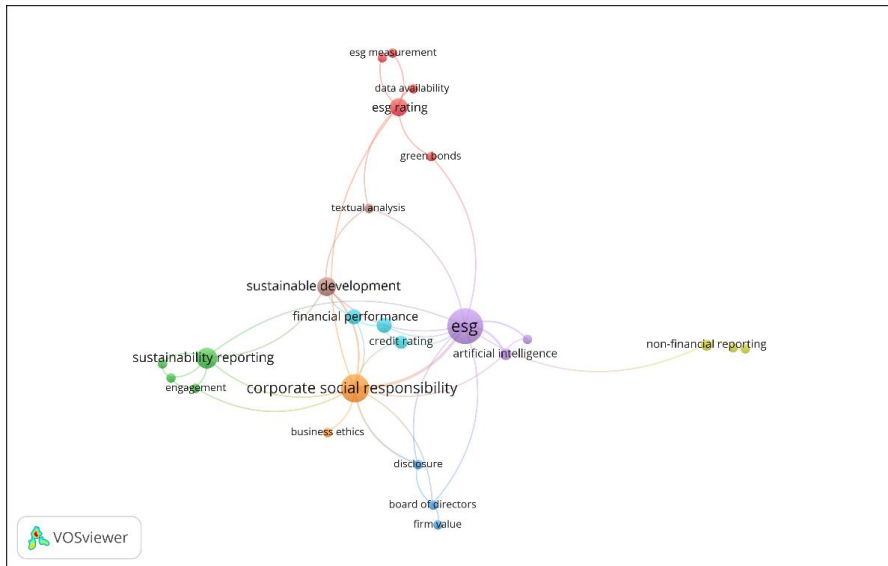 esg measurement
data availability
esg rating
green bonds
textual analysis
sustainable development
financial performance
esg
credit rating
artificial intelligence
non-financial reporting
sustainability reporting
engagement
corporate social responsibility
business ethics
disclosure
board of directors
firm value
VOSviewer